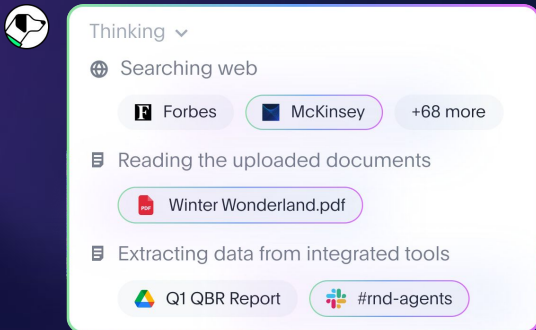 Thinking
Searching web
Forbes McKinsey +68 more
Reading the uploaded documents
PDF Winter Wonderland.pdf
Extracting data from integrated tools
Q1 QBR Report #rnd-agents